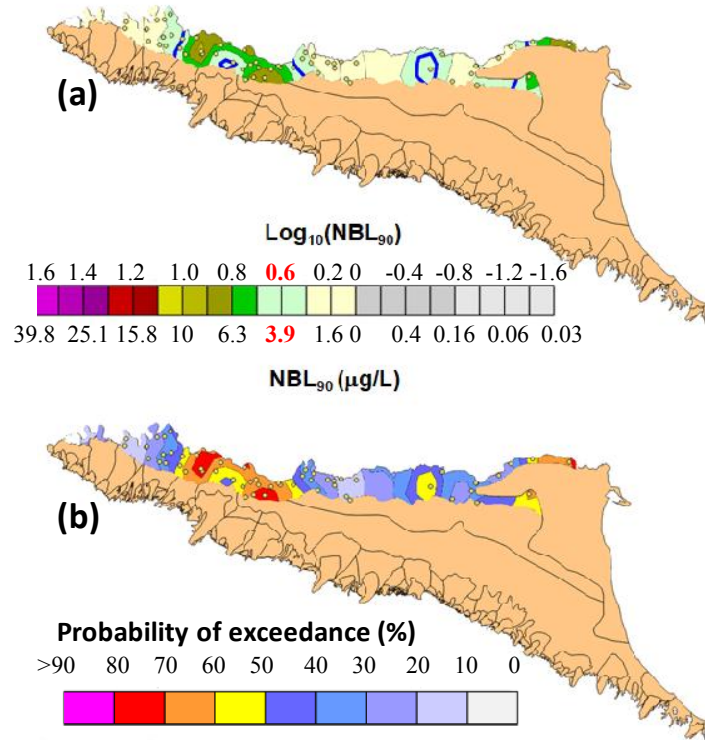 (a)
Log10(NBL90)
1.6 1.4 1.2 1.0 0.8 0.6 0.2 0 -0.4 -0.8 -1.2 -1.6
39.8 25.1 15.8 10 6.3 3.9 1.6 0 0.4 0.16 0.06 0.03
NBL90 (μg/L)
(b)
Probability of exceedance (%)
>90 80 70 60 50 40 30 20 10 0